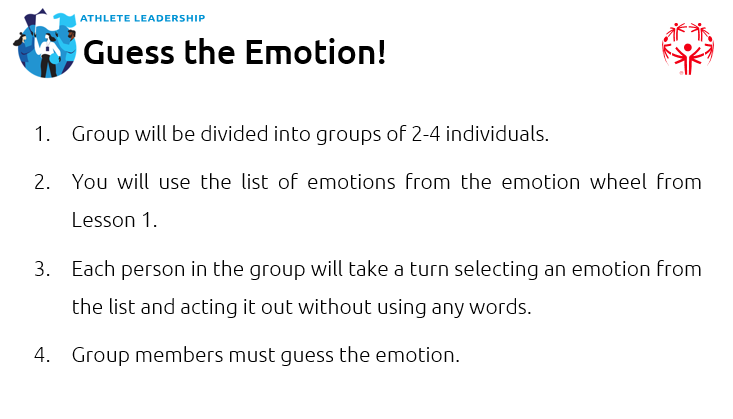 ATHLETE LEADERSHIP
Guess the Emotion!
1. Group will be divided into groups of 2-4 individuals.
2. You will use the list of emotions from the emotion wheel from
Lesson 1.
3. Each person in the group will take a turn selecting an emotion from
the list and acting it out without using any words.
4. Group members must guess the emotion.